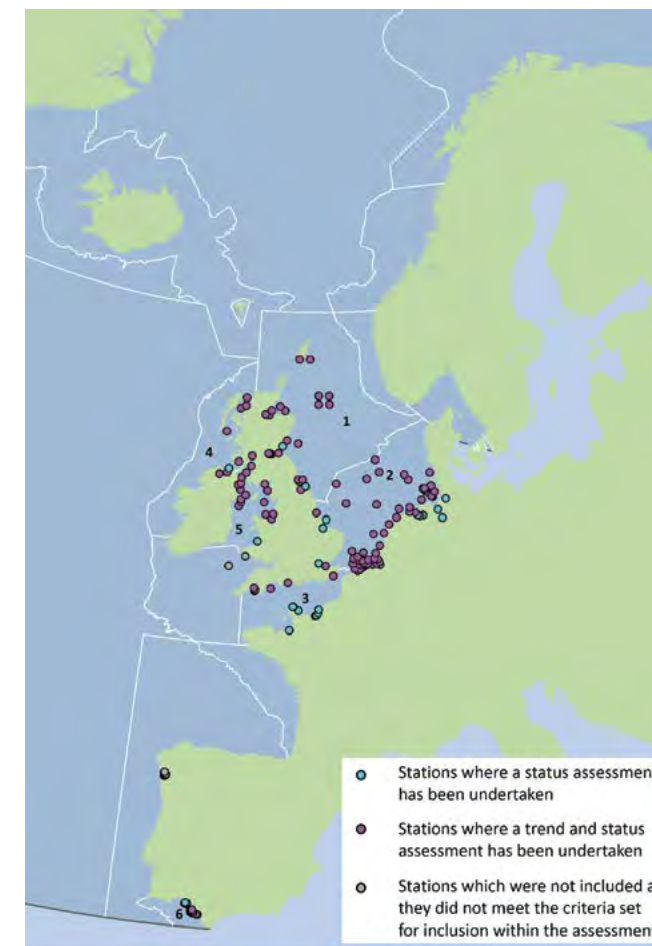 1
2
4
5
3
6
Stations where a status assessmen
has been undertaken
Stations where a trend and status
assessment has been undertaken
Stations which were not included a
they did not meet the criteria set
for inclusion within the assessmen